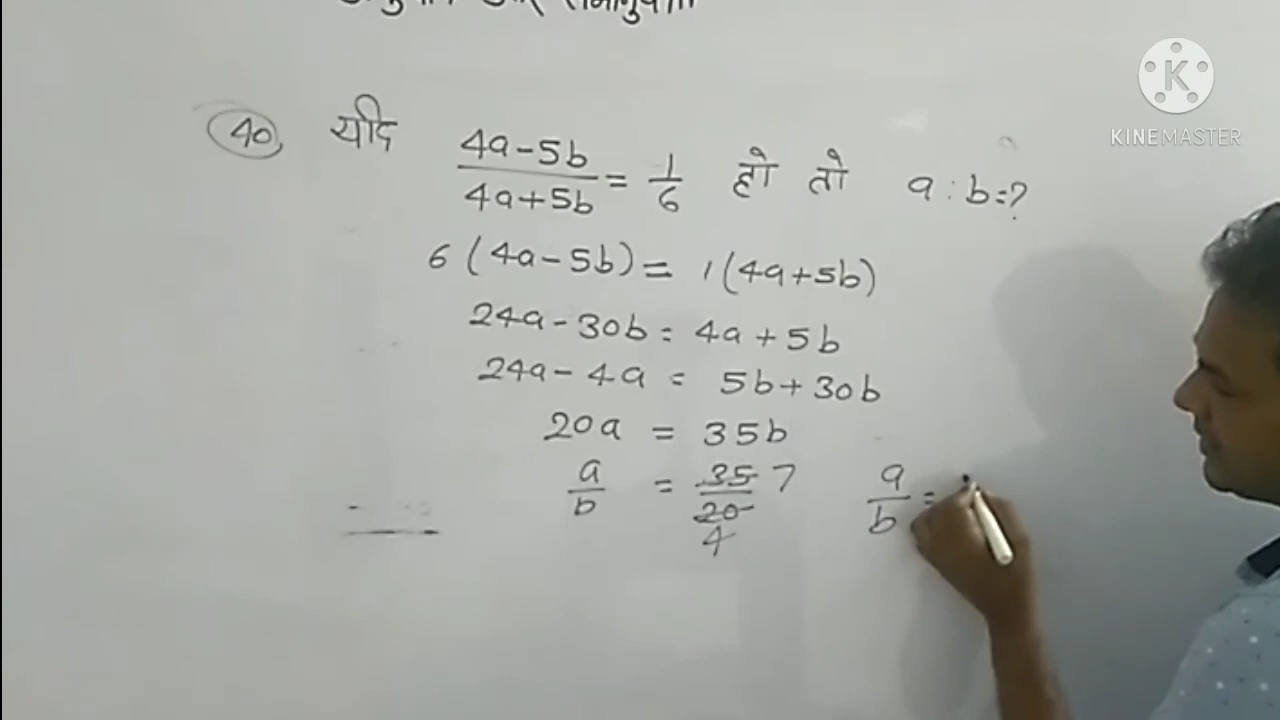 KINEMASTER
40 यदि (4a-5b)/(4a+5b) = 1/6 हो तो a : b = ?
6 (4a - 5b) = 1 (4a+5b)
24a - 30b = 4a + 5b
24a - 4a = 5b + 30b
20a = 35b
a/b = 35/20 7/4 a/b =